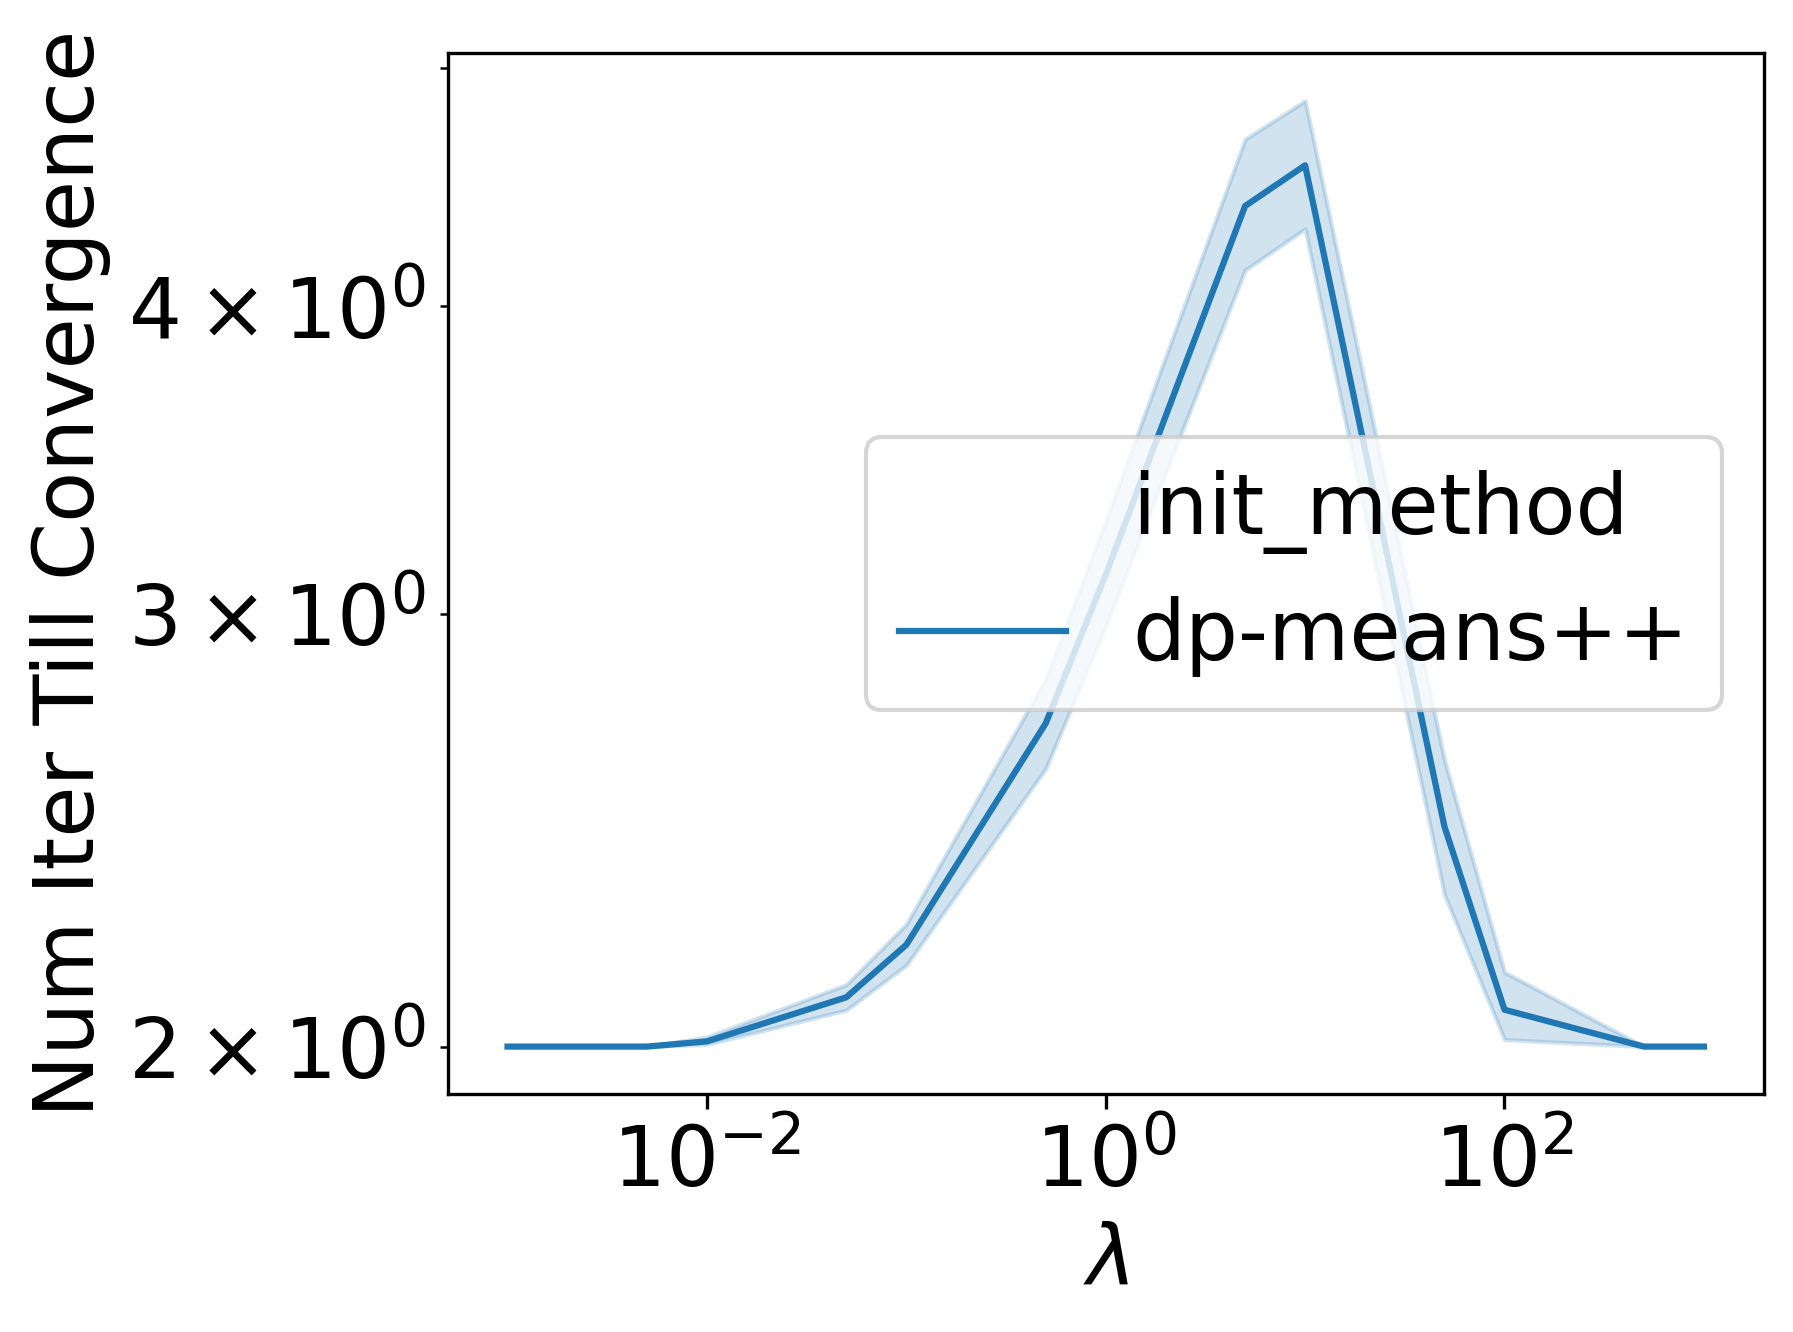 Num Iter Till Convergence
4 × 10⁰
3 × 10⁰
2 × 10⁰
init_method
dp-means++
10⁻² 10⁰ 10²
λ